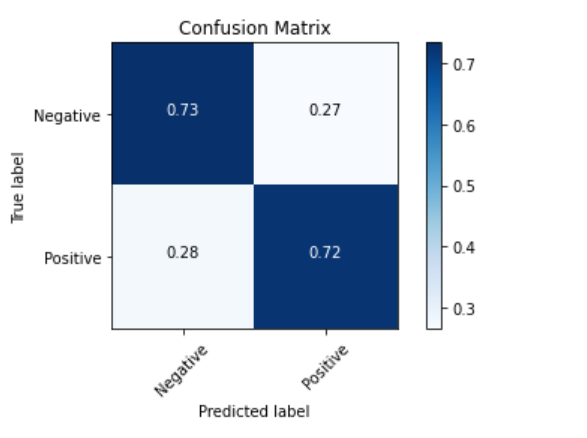 Confusion Matrix
True label
Negative
0.73
0.27
Positive
0.28
0.72
Negative
Positive
Predicted label
0.7
0.6
0.5
0.4
0.3